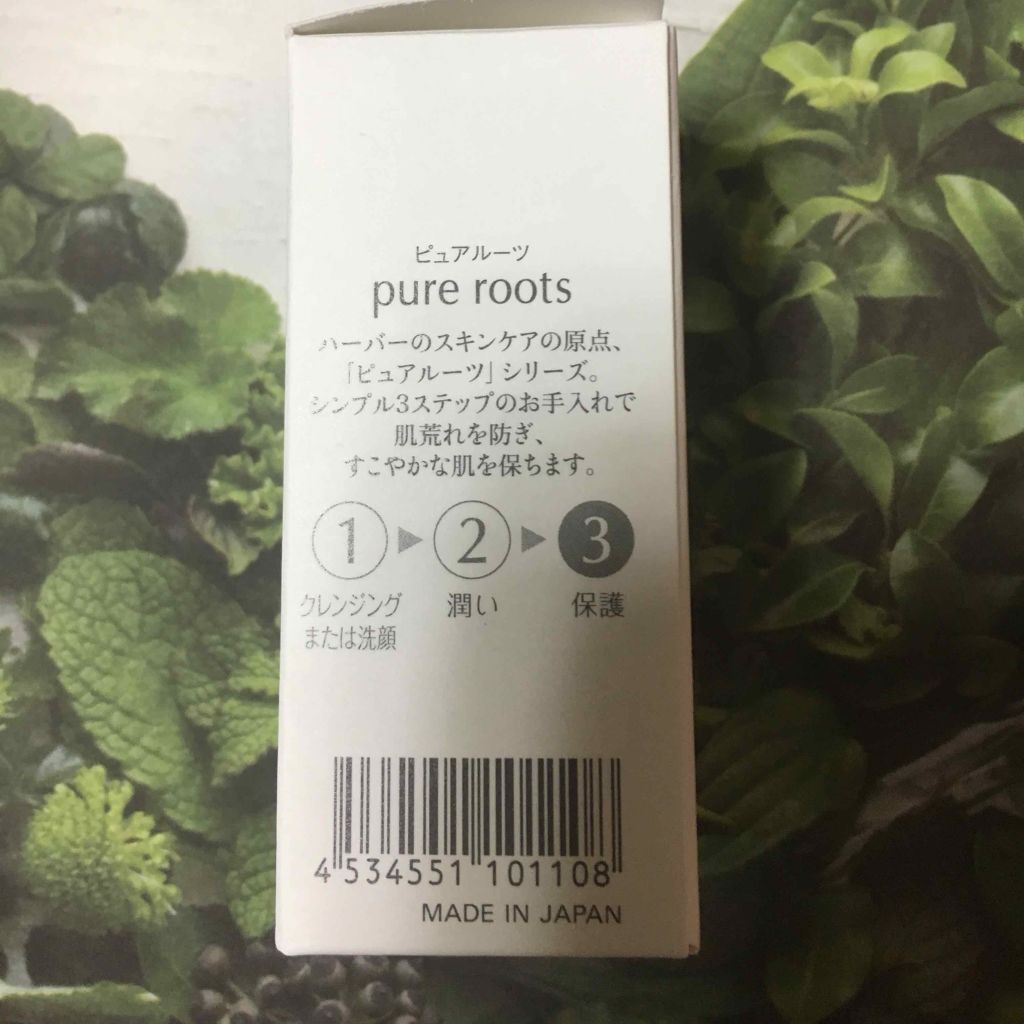 ピュアルーツ
pure roots
ハーバーのスキンケアの原点、
「ピュアルーツ」シリーズ。
シンプル3ステップのお手入れで
肌荒れを防ぎ、
すこやかな肌を保ちます。
1 ▶ 2 ▶ 3
クレンジング
または洗顔
潤い
保護
4 534551 101108
MADE IN JAPAN